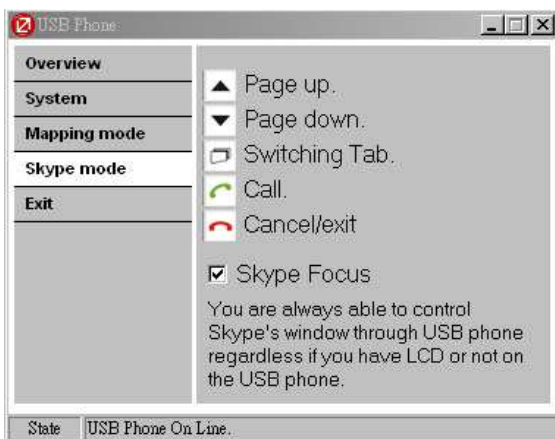 USB Phone
Overview
System
Mapping mode
Skype mode
Exit
Page up.
Page down.
Switching Tab.
Call.
Cancel/exit
Skype Focus
You are always able to control
Skype's window through USB phone
regardless if you have LCD or not on
the USB phone.
State
USB Phone On Line.